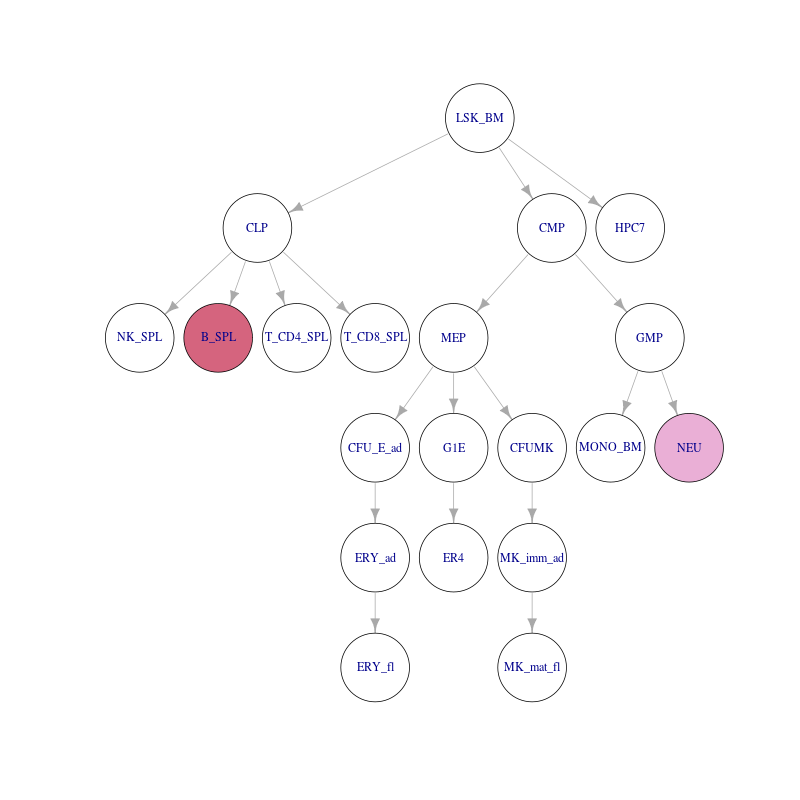 LSK_BM
CLP
CMP
HPC7
NK_SPL
B_SPL
T_CD4_SPL
T_CD8_SPL
MEP
GMP
CFU_E_ad
G1E
CFUMK
MONO_BM
NEU
ERY_ad
ER4
MK_imm_ad
ERY_fl
MK_mat_fl